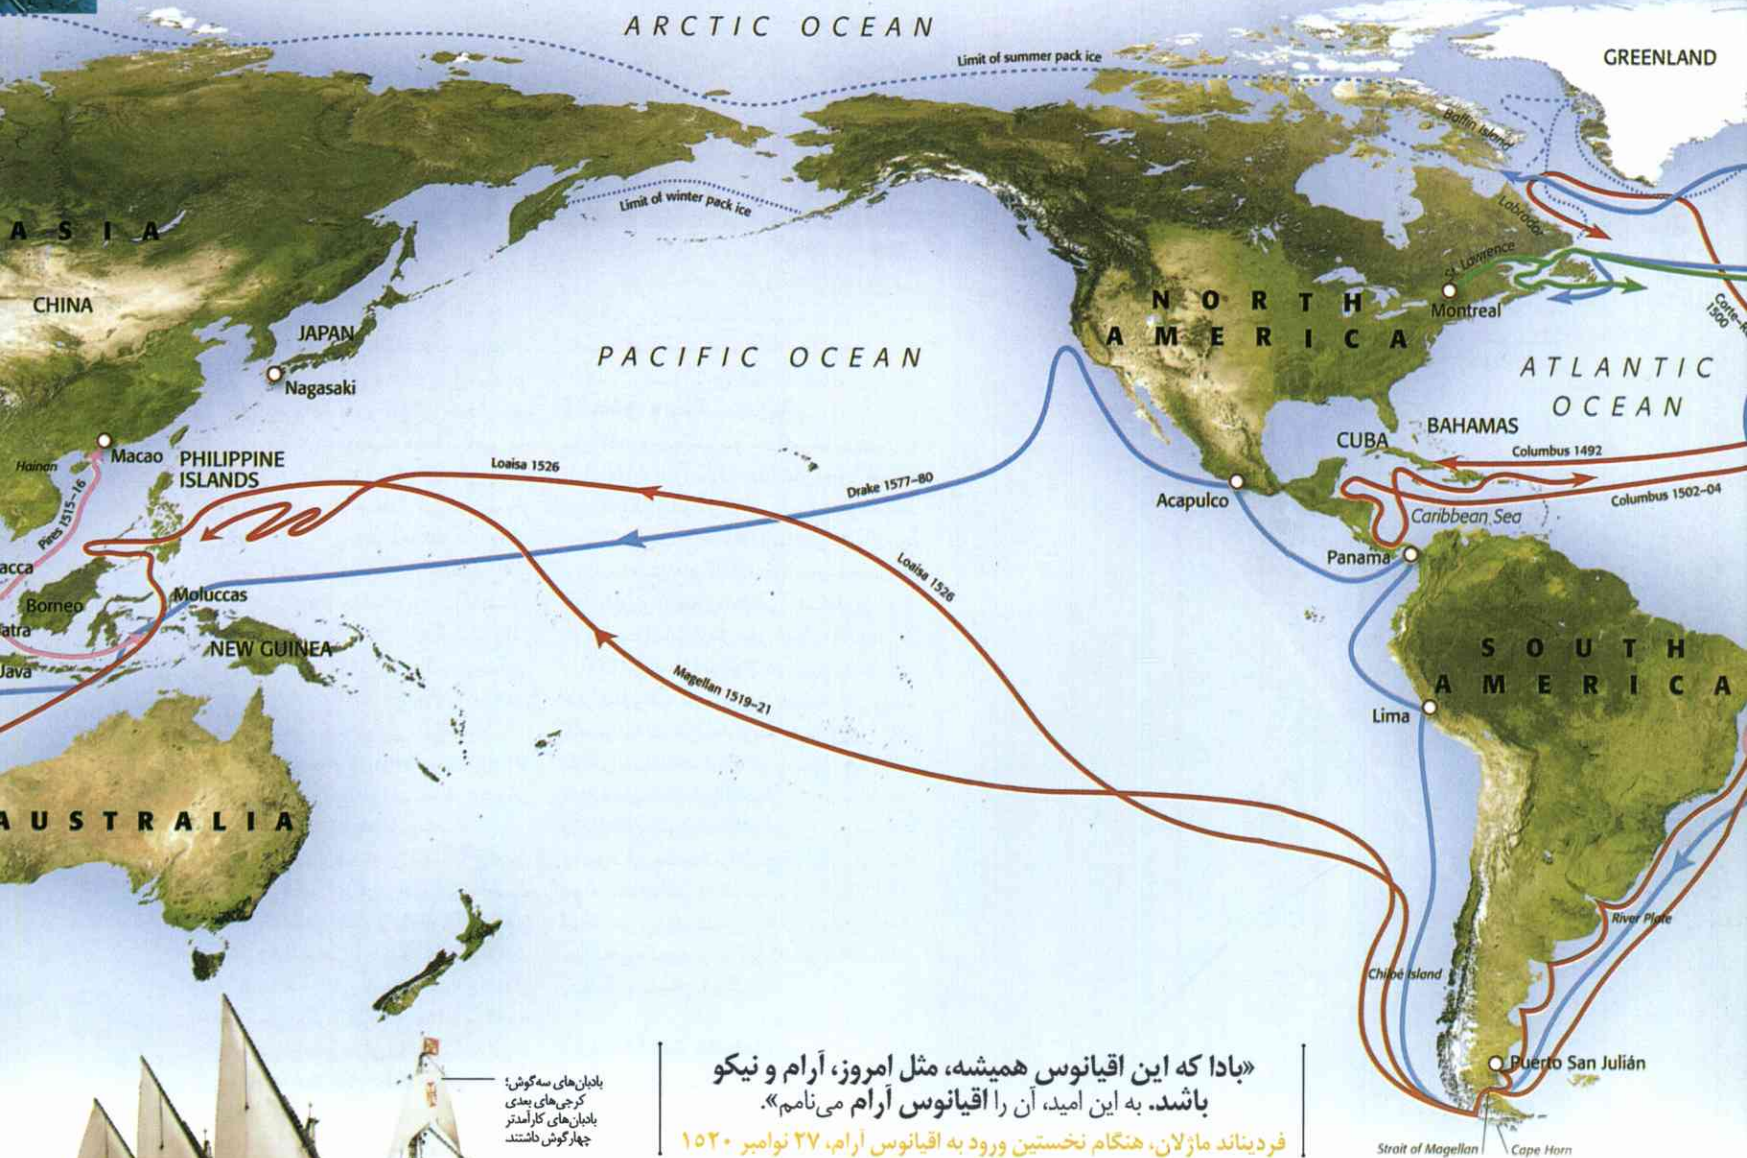 ARCTIC OCEAN
Limit of summer pack ice
GREENLAND
Baffin Island
Limit of winter pack ice
Labrador
ASIA
St. Lawrence
CHINA
NORTH
AMERICA
Montreal
1500
JAPAN
PACIFIC OCEAN
Nagasaki
ATLANTIC
OCEAN
BAHAMAS
CUBA
Columbus 1492
Macao
PHILIPPINE
ISLANDS
Hainan
Loaisa 1526
Drake 1577–80
Acapulco
Columbus 1502–04
Caribbean Sea
Pires 1515–16
Panama
Loaisa 1526
acca
Borneo
Moluccas
atra
NEW GUINEA
Java
SOUTH
AMERICA
Magellan 1519–21
Lima
AUSTRALIA
River Plate
Chiloé Island
Puerto San Julián
Strait of Magellan
Cape Horn
بادبان‌های سه‌گوش؛
کرجی‌های بعدی
بادبان‌های کارآمدتر
چهارگوش داشتند.
«بادا که این اقیانوس همیشه، مثل امروز، آرام و نیکو
باشد. به این امید، آن را اقیانوس آرام می‌نامم».
فردیناند ماژلان، هنگام نخستین ورود به اقیانوس آرام، ۲۷ نوامبر ۱۵۲۰